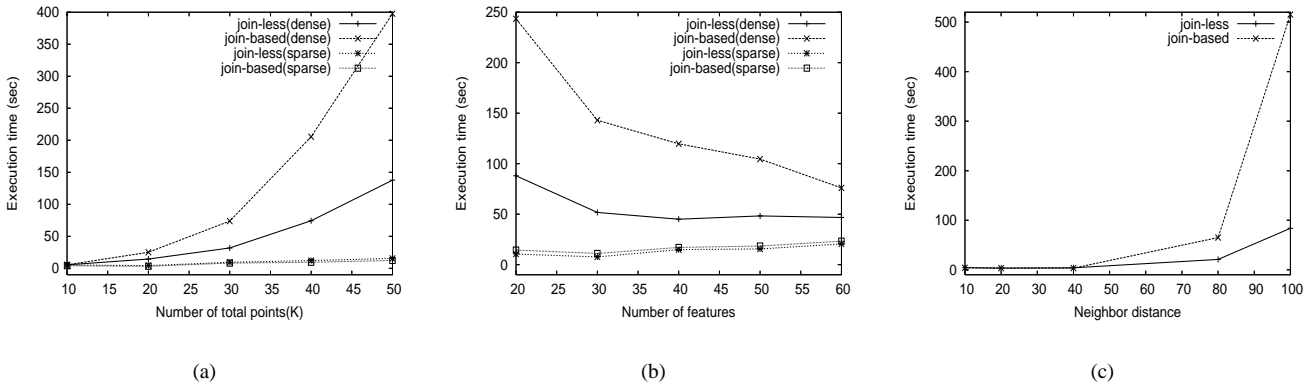 400
350
300
250
200
150
100
50
0
Execution time (sec)
join-less(dense)
join-based(dense)
join-less(sparse)
join-based(sparse)
10 15 20 25 30 35 40 45 50
Number of total points(K)
(a)
250
200
150
100
50
0
Execution time (sec)
join-less(dense)
join-based(dense)
join-less(sparse)
join-based(sparse)
20 25 30 35 40 45 50 55 60
Number of features
(b)
500
400
300
200
100
0
Execution time (sec)
join-less
join-based
10 20 30 40 50 60 70 80 90 100
Neighbor distance
(c)